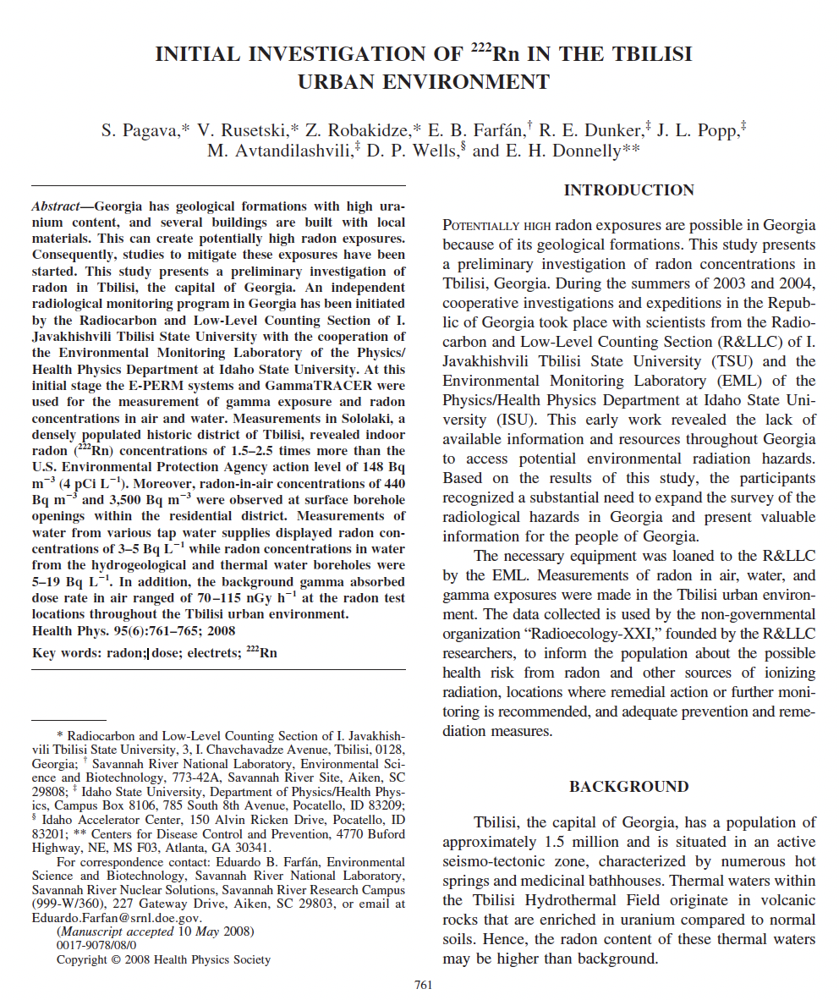 INITIAL INVESTIGATION OF ²²²Rn IN THE TBILISI
URBAN ENVIRONMENT
S. Pagava,* V. Rusetski,* Z. Robakidze,* E. B. Farfán,† R. E. Dunker,‡ J. L. Popp,‡
M. Avtandilashvili,‡ D. P. Wells,§ and E. H. Donnelly**
Abstract—Georgia has geological formations with high ura-
nium content, and several buildings are built with local
materials. This can create potentially high radon exposures.
Consequently, studies to mitigate these exposures have been
started. This study presents a preliminary investigation of
radon in Tbilisi, the capital of Georgia. An independent
radiological monitoring program in Georgia has been initiated
by the Radiocarbon and Low-Level Counting Section of I.
Javakhishvili Tbilisi State University with the cooperation of
the Environmental Monitoring Laboratory of the Physics/
Health Physics Department at Idaho State University. At this
initial stage the E-PERM systems and GammaTRACER were
used for the measurement of gamma exposure and radon
concentrations in air and water. Measurements in Sololaki, a
densely populated historic district of Tbilisi, revealed indoor
radon (²²²Rn) concentrations of 1.5–2.5 times more than the
U.S. Environmental Protection Agency action level of 148 Bq
m⁻³ (4 pCi L⁻¹). Moreover, radon-in-air concentrations of 440
Bq m⁻³ and 3,500 Bq m⁻³ were observed at surface borehole
openings within the residential district. Measurements of
water from various tap water supplies displayed radon con-
centrations of 3–5 Bq L⁻¹ while radon concentrations in water
from the hydrogeological and thermal water boreholes were
5–19 Bq L⁻¹. In addition, the background gamma absorbed
dose rate in air ranged of 70–115 nGy h⁻¹ at the radon test
locations throughout the Tbilisi urban environment.
Health Phys. 95(6):761–765; 2008
Key words: radon; dose; electrets; ²²²Rn
* Radiocarbon and Low-Level Counting Section of I. Javakhish-
vili Tbilisi State University, 3, I. Chavchavadze Avenue, Tbilisi, 0128,
Georgia; † Savannah River National Laboratory, Environmental Sci-
ence and Biotechnology, 773-42A, Savannah River Site, Aiken, SC
29808; ‡ Idaho State University, Department of Physics/Health Phys-
ics, Campus Box 8106, 785 South 8th Avenue, Pocatello, ID 83209;
§ Idaho Accelerator Center, 150 Alvin Ricken Drive, Pocatello, ID
83201; ** Centers for Disease Control and Prevention, 4770 Buford
Highway, NE, MS F03, Atlanta, GA 30341.
For correspondence contact: Eduardo B. Farfán, Environmental
Science and Biotechnology, Savannah River National Laboratory,
Savannah River Nuclear Solutions, Savannah River Research Campus
(999-W/360), 227 Gateway Drive, Aiken, SC 29803, or email at
Eduardo.Farfan@srnl.doe.gov.
(Manuscript accepted 10 May 2008)
0017-9078/08/0
Copyright © 2008 Health Physics Society
INTRODUCTION
POTENTIALLY HIGH radon exposures are possible in Georgia
because of its geological formations. This study presents
a preliminary investigation of radon concentrations in
Tbilisi, Georgia. During the summers of 2003 and 2004,
cooperative investigations and expeditions in the Repub-
lic of Georgia took place with scientists from the Radio-
carbon and Low-Level Counting Section (R&LLC) of I.
Javakhishvili Tbilisi State University (TSU) and the
Environmental Monitoring Laboratory (EML) of the
Physics/Health Physics Department at Idaho State Uni-
versity (ISU). This early work revealed the lack of
available information and resources throughout Georgia
to access potential environmental radiation hazards.
Based on the results of this study, the participants
recognized a substantial need to expand the survey of the
radiological hazards in Georgia and present valuable
information for the people of Georgia.
The necessary equipment was loaned to the R&LLC
by the EML. Measurements of radon in air, water, and
gamma exposures were made in the Tbilisi urban environ-
ment. The data collected is used by the non-governmental
organization “Radioecology-XXI,” founded by the R&LLC
researchers, to inform the population about the possible
health risk from radon and other sources of ionizing
radiation, locations where remedial action or further moni-
toring is recommended, and adequate prevention and reme-
diation measures.
BACKGROUND
Tbilisi, the capital of Georgia, has a population of
approximately 1.5 million and is situated in an active
seismo-tectonic zone, characterized by numerous hot
springs and medicinal bathhouses. Thermal waters within
the Tbilisi Hydrothermal Field originate in volcanic
rocks that are enriched in uranium compared to normal
soils. Hence, the radon content of these thermal waters
may be higher than background.
761